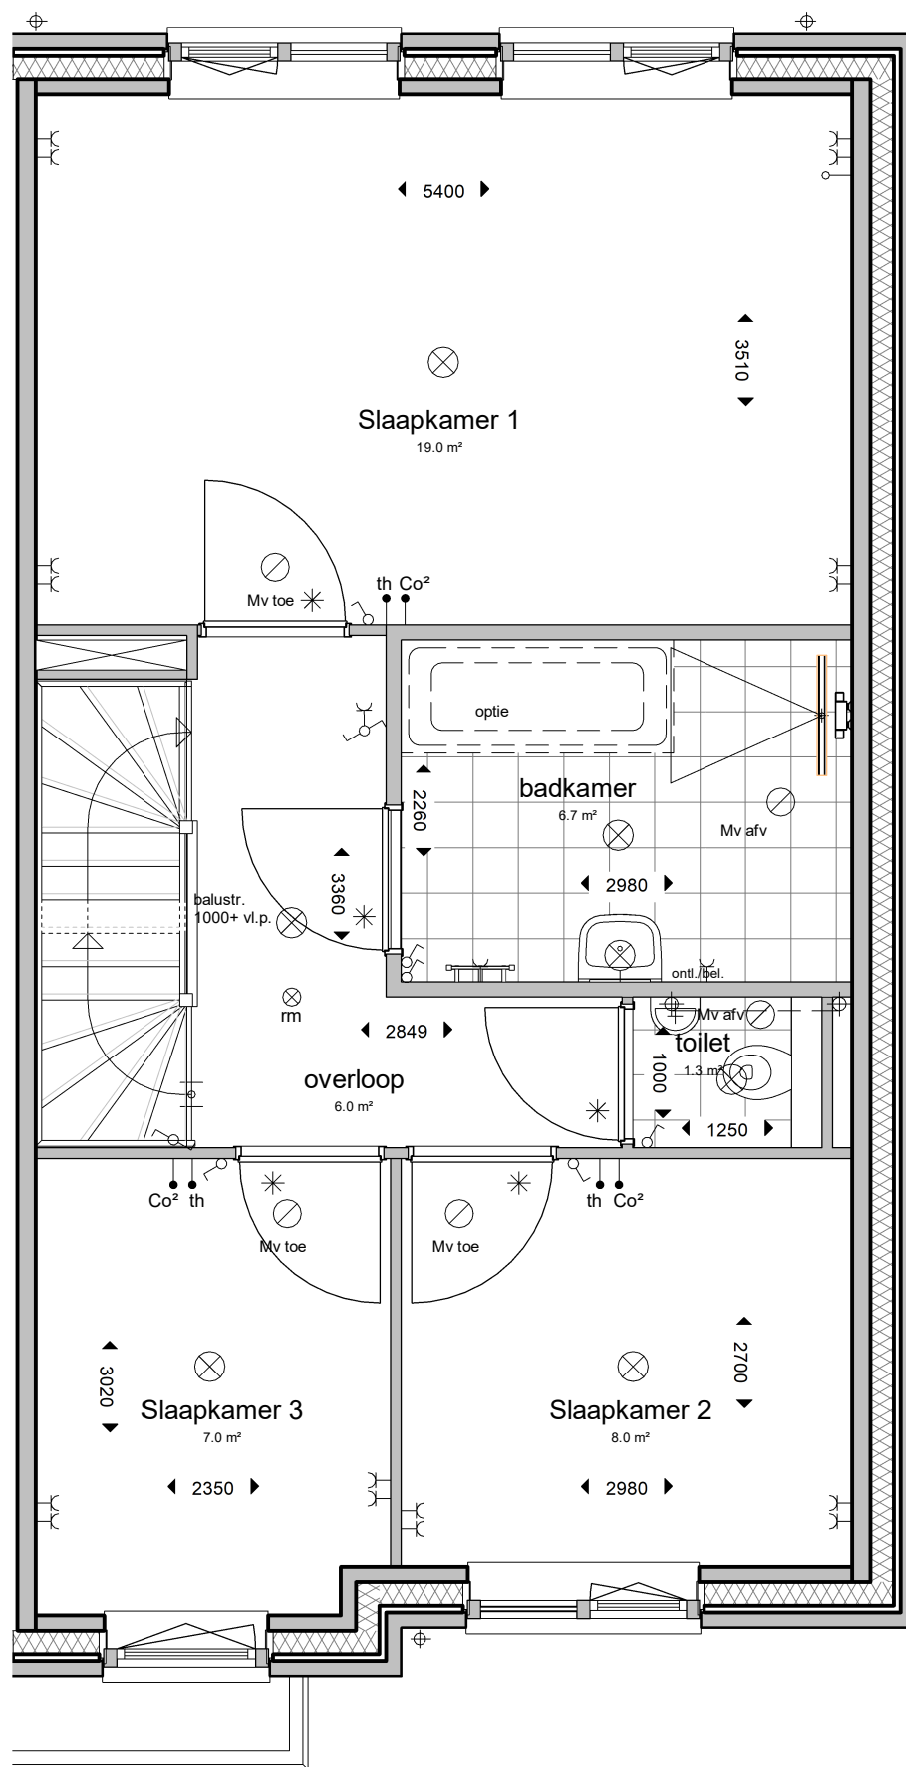 5400
3510
Slaapkamer 1
19.0 m²
Mv toe
th Co²
optie
badkamer
6.7 m²
2260
Mv afv
2980
3360
balustr.
1000+ vl.p.
ontl./bel.
rm
Mv afv
2849
toilet
1.3 m²
1000
overloop
6.0 m²
1250
Co² th
th Co²
Mv toe
Mv toe
3020
2700
Slaapkamer 3
7.0 m²
Slaapkamer 2
8.0 m²
2350
2980